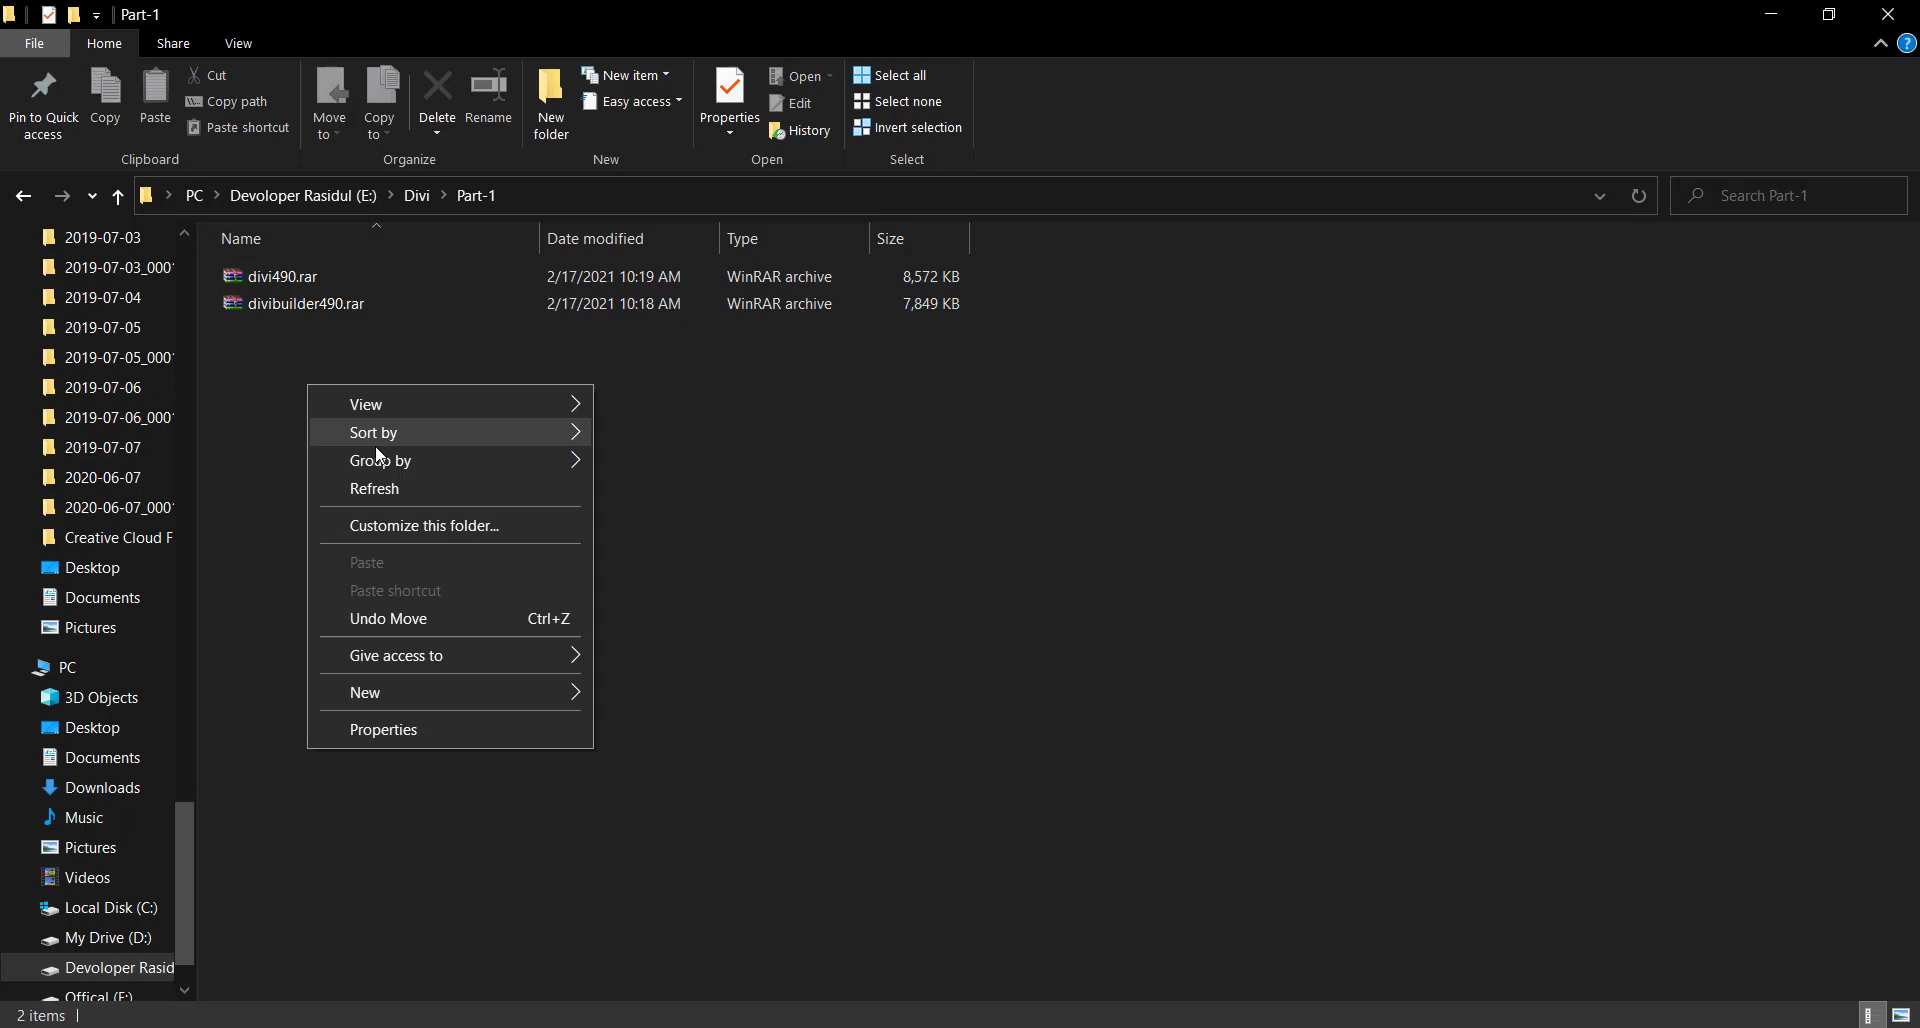 Part-1
File Home Share View
Pin to Quick access
Copy
Paste
Cut
Copy path
Paste shortcut
Clipboard
Move to
Copy to
Delete
Rename
Organize
New folder
New item
Easy access
New
Properties
Open
Edit
History
Open
Select all
Select none
Invert selection
Select
PC > Devoloper Rasidul (E:) > Divi > Part-1
Search Part-1
2019-07-03
2019-07-03_000
2019-07-04
2019-07-05
2019-07-05_000
2019-07-06
2019-07-06_000
2019-07-07
2020-06-07
2020-06-07_000
Creative Cloud F
Desktop
Documents
Pictures
PC
3D Objects
Desktop
Documents
Downloads
Music
Pictures
Videos
Local Disk (C:)
My Drive (D:)
Devoloper Rasid
Offical (F:)
Name Date modified Type Size
divi490.rar 2/17/2021 10:19 AM WinRAR archive 8,572 KB
divibuilder490.rar 2/17/2021 10:18 AM WinRAR archive 7,849 KB
View
Sort by
Group by
Refresh
Customize this folder...
Paste
Paste shortcut
Undo Move Ctrl+Z
Give access to
New
Properties
2 items